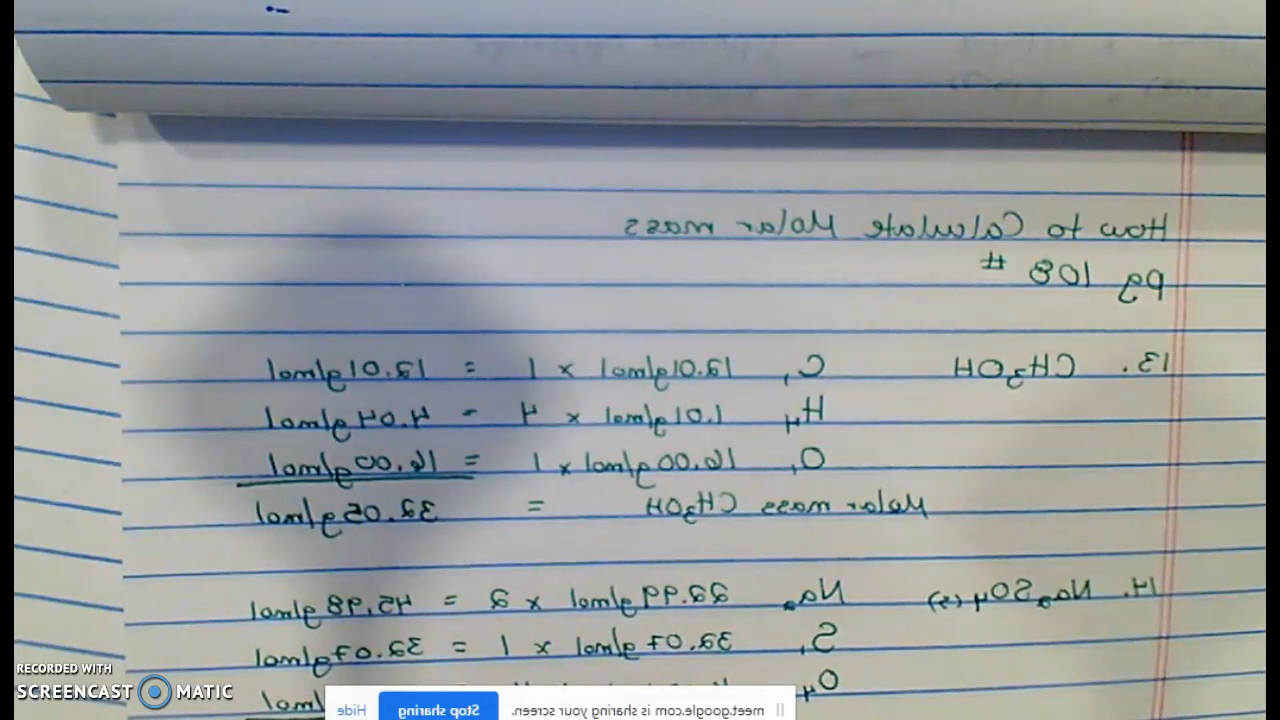 How to Calculate Molar mass
pg 108 #
13. CH3OH C1 12.01g/mol x 1 = 12.01g/mol
H4 1.01g/mol x 4 = 4.04g/mol
O1 16.00g/mol x 1 = 16.00g/mol
Molar mass CH3OH = 32.05g/mol
14. Na2SO4(s) Na2 22.99g/mol x 2 = 45.98g/mol
S1 32.07g/mol x 1 = 32.07g/mol
O4
RECORDED WITH
SCREENCAST MATIC
meet.google.com is sharing your screen. Stop sharing Hide